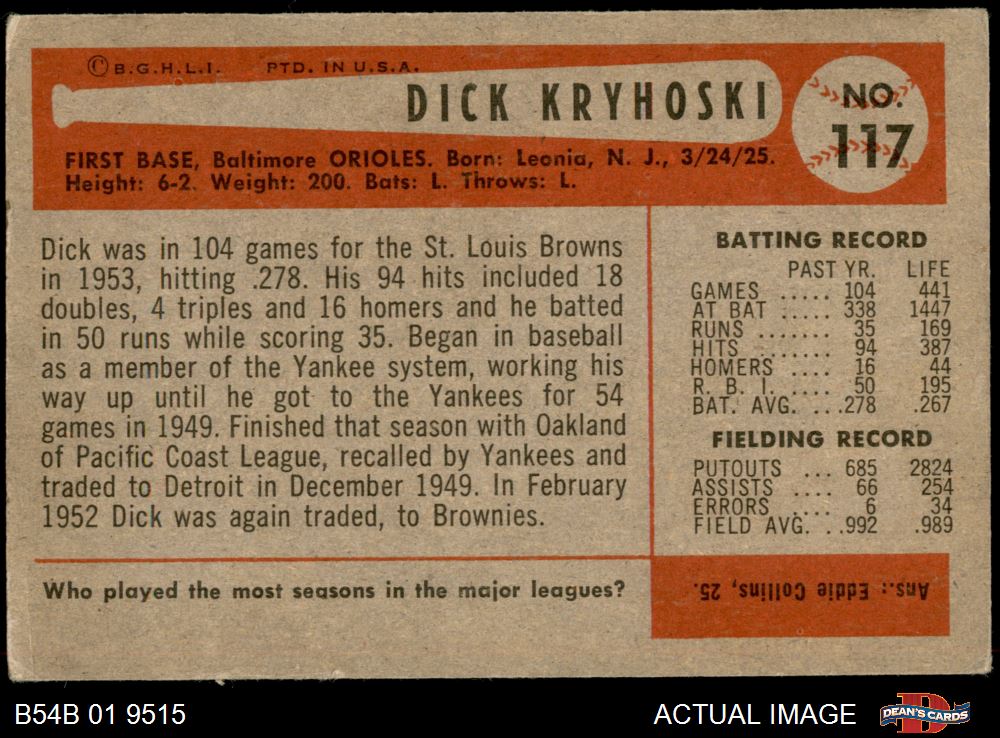 ©B.G.H.L.I. PTD. IN U.S.A.
DICK KRYHOSKI
NO.
117
FIRST BASE, Baltimore ORIOLES. Born: Leonia, N. J., 3/24/25.
Height: 6-2. Weight: 200. Bats: L. Throws: L.
Dick was in 104 games for the St. Louis Browns
in 1953, hitting .278. His 94 hits included 18
doubles, 4 triples and 16 homers and he batted
in 50 runs while scoring 35. Began in baseball
as a member of the Yankee system, working his
way up until he got to the Yankees for 54
games in 1949. Finished that season with Oakland
of Pacific Coast League, recalled by Yankees and
traded to Detroit in December 1949. In February
1952 Dick was again traded, to Brownies.
BATTING RECORD
PAST YR. LIFE
GAMES ..... 104 441
AT BAT ..... 338 1447
RUNS ....... 35 169
HITS ....... 94 387
HOMERS .... 16 44
R. B. I. .... 50 195
BAT. AVG. ...278 .267
FIELDING RECORD
PUTOUTS ... 685 2824
ASSISTS .... 66 254
ERRORS .... 6 34
FIELD AVG. ..992 .989
Who played the most seasons in the major leagues?
Ans.: Eddie Collins, 25.
B54B 01 9515
ACTUAL IMAGE
D
DEAN'S CARDS